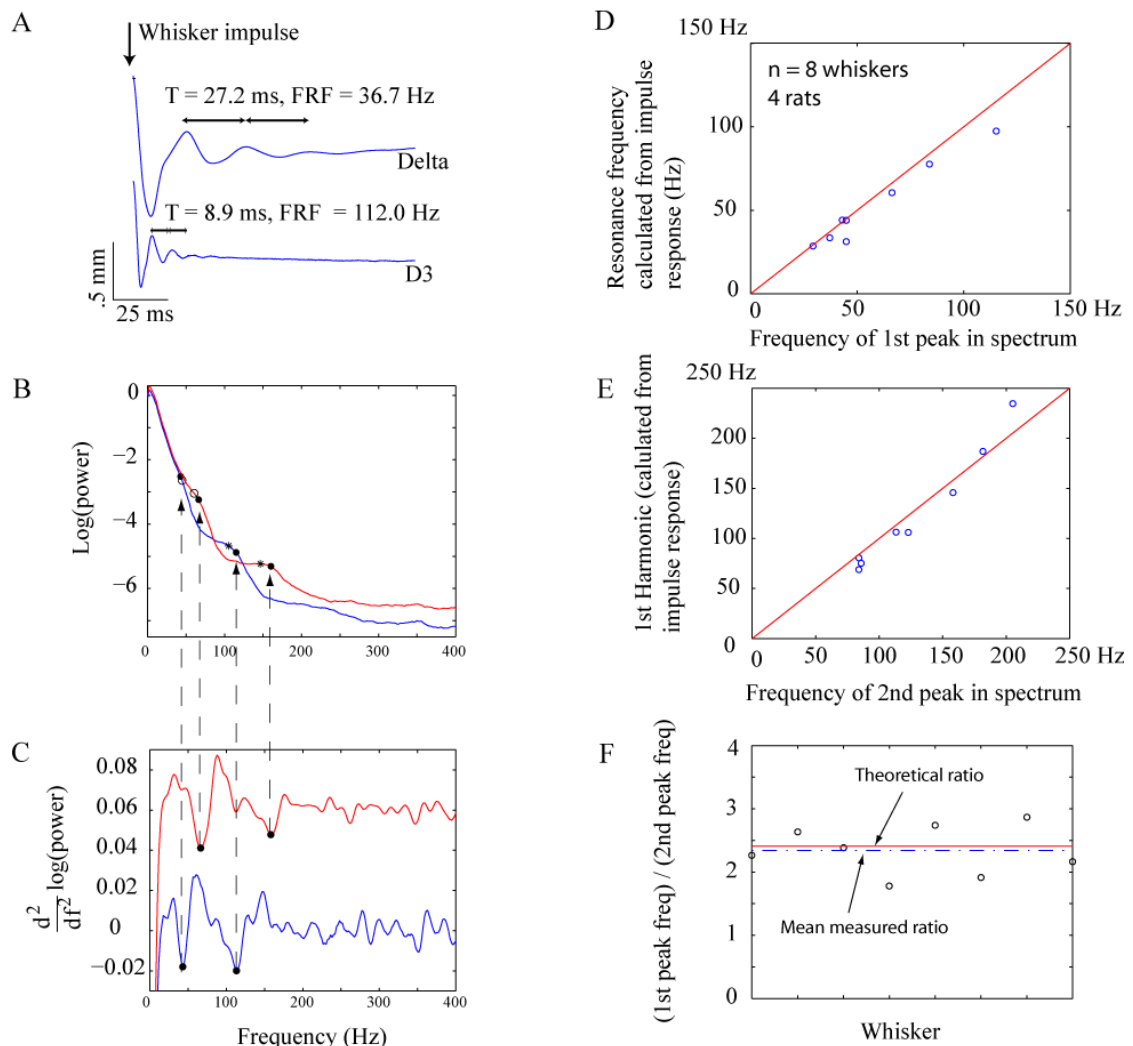 A
Whisker impulse
T = 27.2 ms, FRF = 36.7 Hz
Delta
T = 8.9 ms, FRF = 112.0 Hz
D3
.5 mm
25 ms
B
Log(power)
0
−2
−4
−6
0 100 200 300 400
C
d²/df² log(power)
0.08
0.06
0.04
0.02
0
−0.02
0 100 200 300 400
Frequency (Hz)
D
150 Hz
n = 8 whiskers
4 rats
Resonance frequency
calculated from impulse
response (Hz)
100
50
0
0 50 100 150 Hz
Frequency of 1st peak in spectrum
E
250 Hz
1st Harmonic (calulated from
impulse response)
200
150
100
50
0
0 50 100 150 200 250 Hz
Frequency of 2nd peak in spectrum
F
(1st peak freq) / (2nd peak freq)
4
3
2
1
0
Theoretical ratio
Mean measured ratio
Whisker